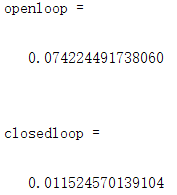 openloop =
0.074224491738060
closedloop =
0.011524570139104